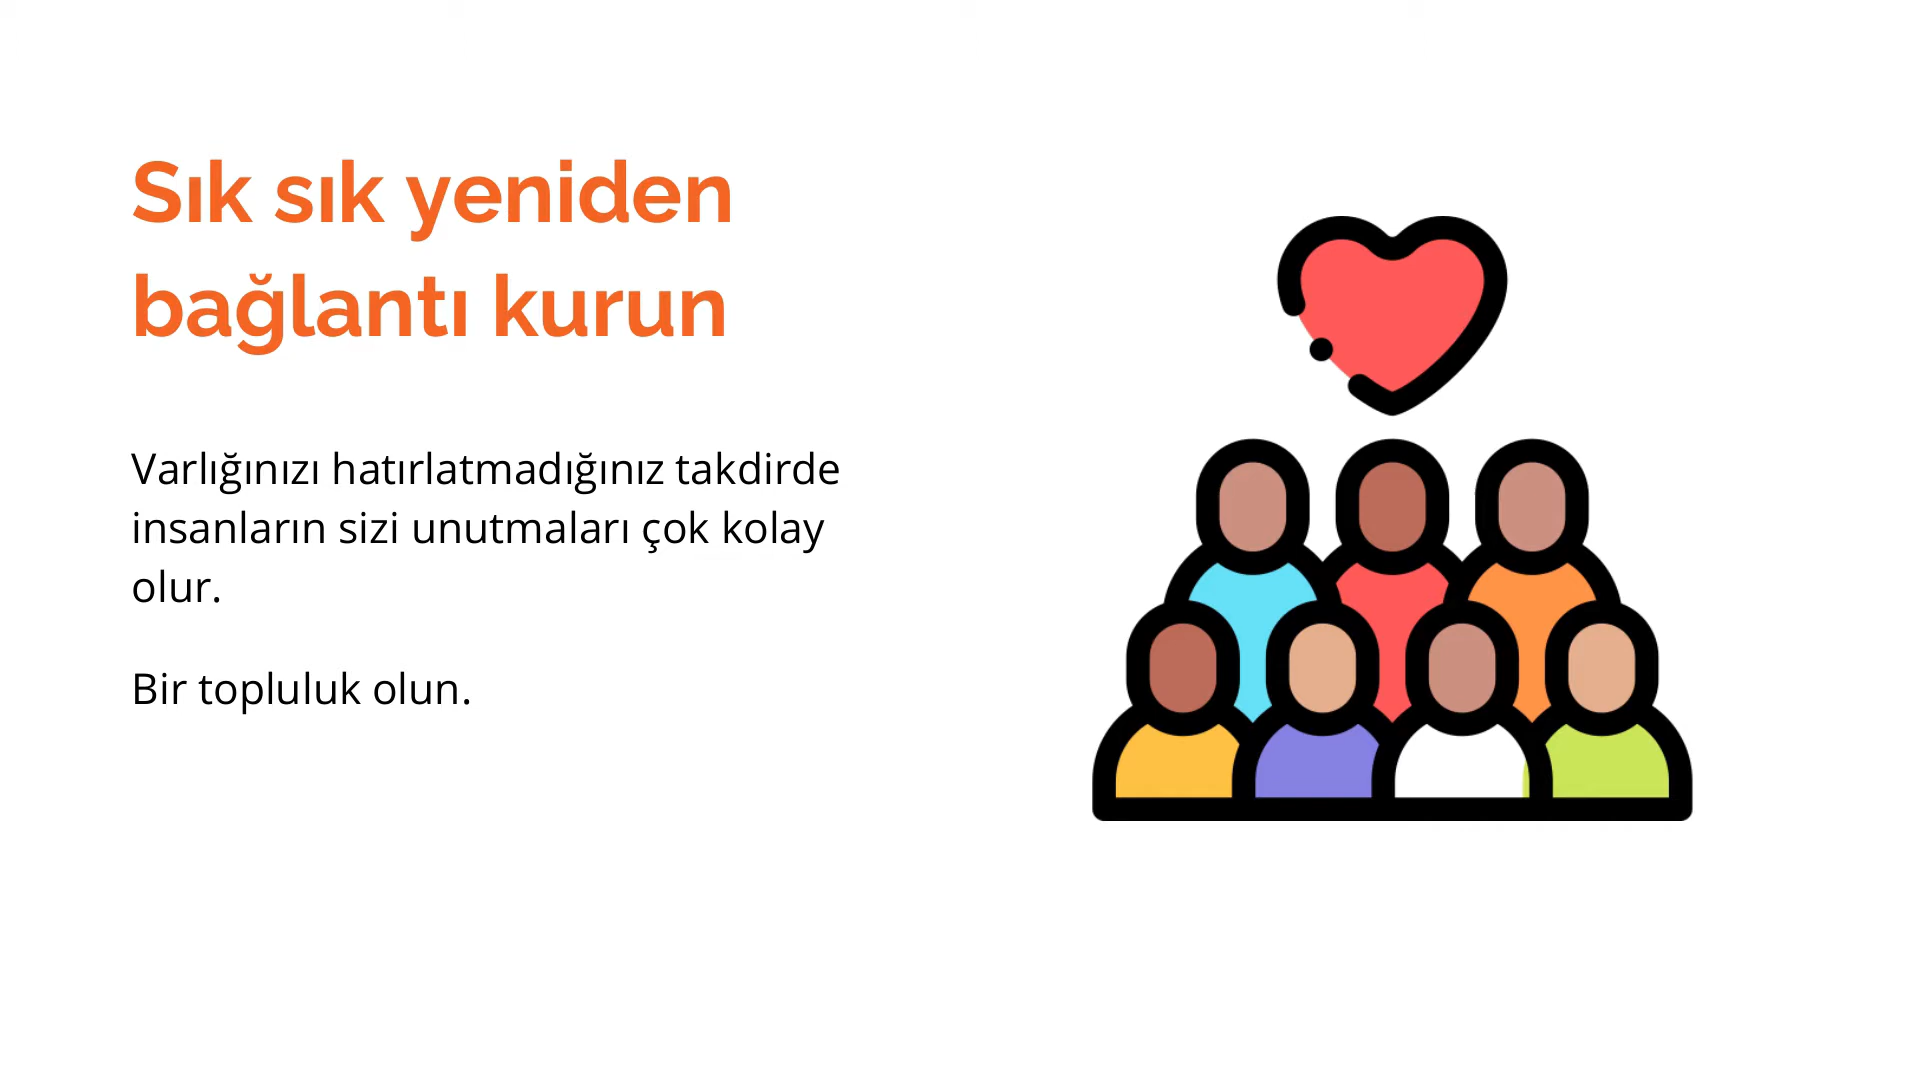 Sık sık yeniden
bağlantı kurun
Varlığınızı hatırlatmadığınız takdirde
insanların sizi unutmaları çok kolay
olur.
Bir topluluk olun.